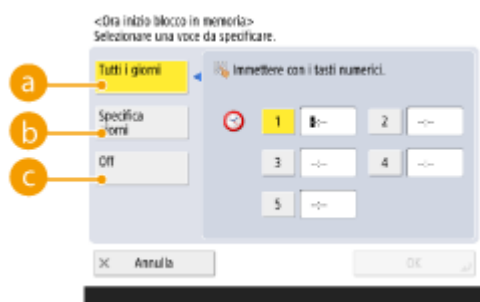 <Ora inizio blocco in memoria>
Selezionare una voce da specificare.
a
Tutti i giorni
Immettere con i tasti numerici.
b
Specifica
giorni
1 -:-- 2 --:--
c
Off
3 --:-- 4 --:--
5 --:--
× Annulla
OK